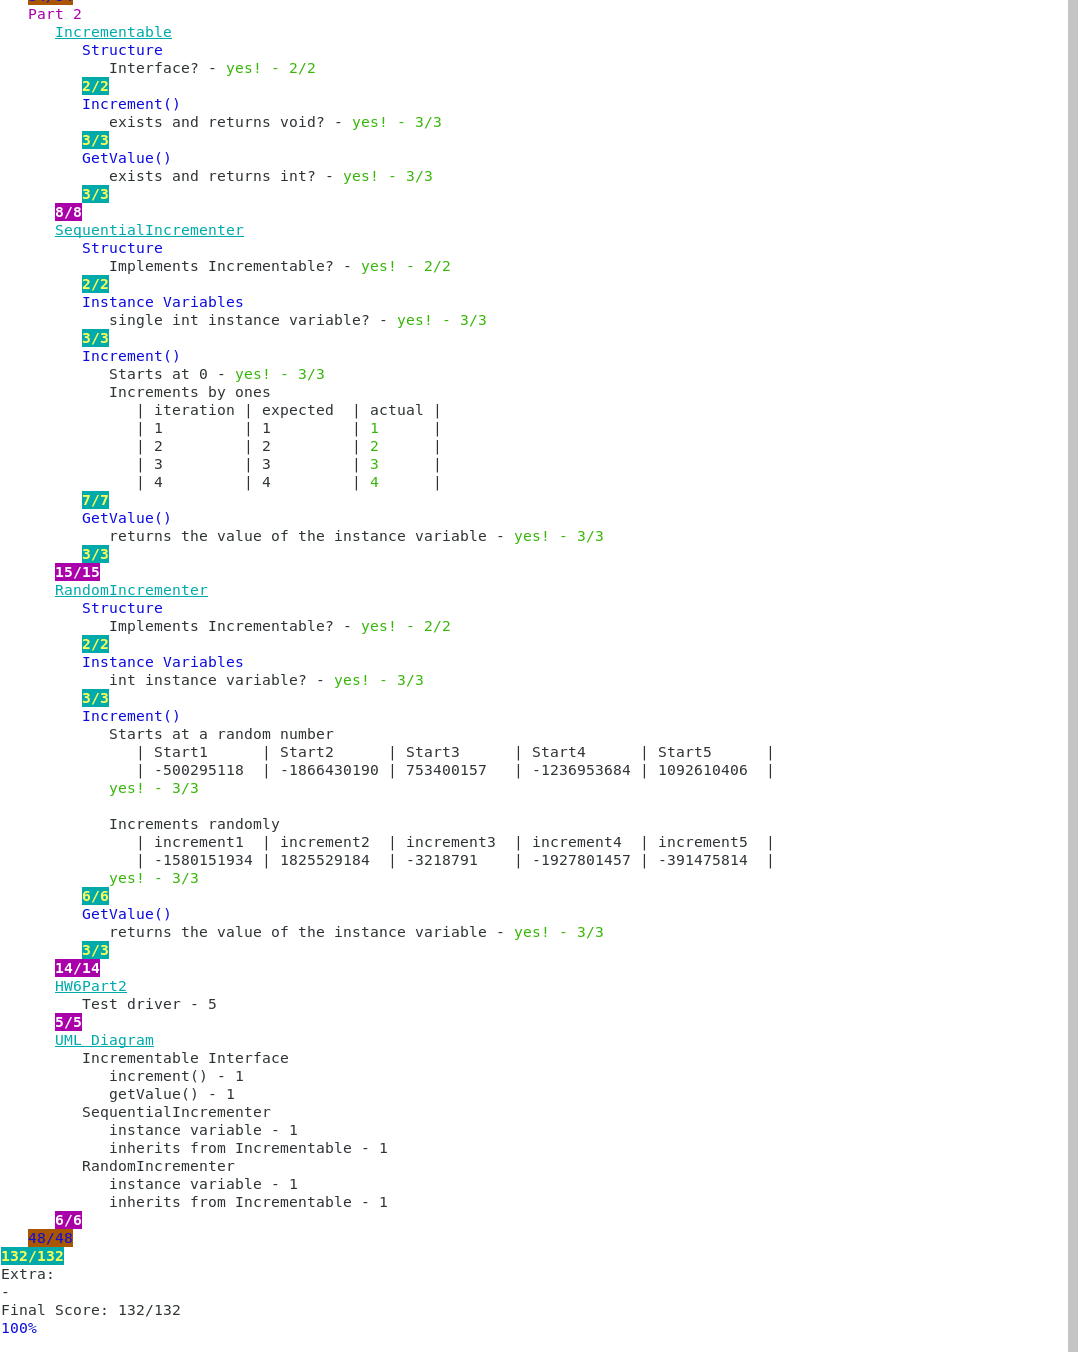 Part 2
Incrementable
Structure
Interface? - yes! - 2/2
2/2
Increment()
exists and returns void? - yes! - 3/3
3/3
GetValue()
exists and returns int? - yes! - 3/3
3/3
8/8
SequentialIncrementer
Structure
Implements Incrementable? - yes! - 2/2
2/2
Instance Variables
single int instance variable? - yes! - 3/3
3/3
Increment()
Starts at 0 - yes! - 3/3
Increments by ones
| iteration | expected | actual |
| 1 | 1 | 1 |
| 2 | 2 | 2 |
| 3 | 3 | 3 |
| 4 | 4 | 4 |
7/7
GetValue()
returns the value of the instance variable - yes! - 3/3
3/3
15/15
RandomIncrementer
Structure
Implements Incrementable? - yes! - 2/2
2/2
Instance Variables
int instance variable? - yes! - 3/3
3/3
Increment()
Starts at a random number
| Start1 | Start2 | Start3 | Start4 | Start5 |
| -500295118 | -1866430190 | 753400157 | -1236953684 | 1092610406 |
yes! - 3/3
Increments randomly
| increment1 | increment2 | increment3 | increment4 | increment5 |
| -1580151934 | 1825529184 | -3218791 | -1927801457 | -391475814 |
yes! - 3/3
6/6
GetValue()
returns the value of the instance variable - yes! - 3/3
3/3
14/14
HW6Part2
Test driver - 5
5/5
UML Diagram
Incrementable Interface
increment() - 1
getValue() - 1
SequentialIncrementer
instance variable - 1
inherits from Incrementable - 1
RandomIncrementer
instance variable - 1
inherits from Incrementable - 1
6/6
48/48
132/132
Extra:
-
Final Score: 132/132
100%